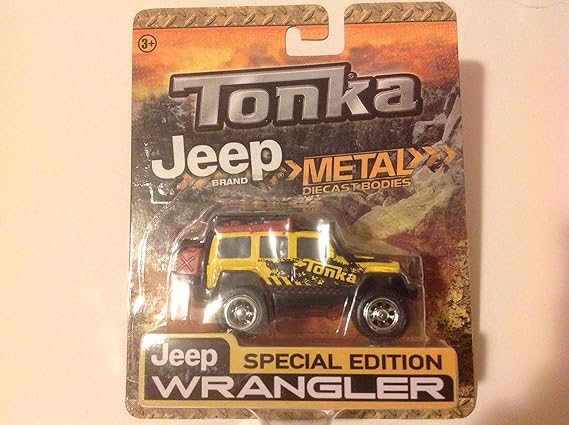 3+
Tonka
Jeep
BRAND
METAL
DIECAST BODIES
Tonka
Jeep SPECIAL EDITION
WRANGLER